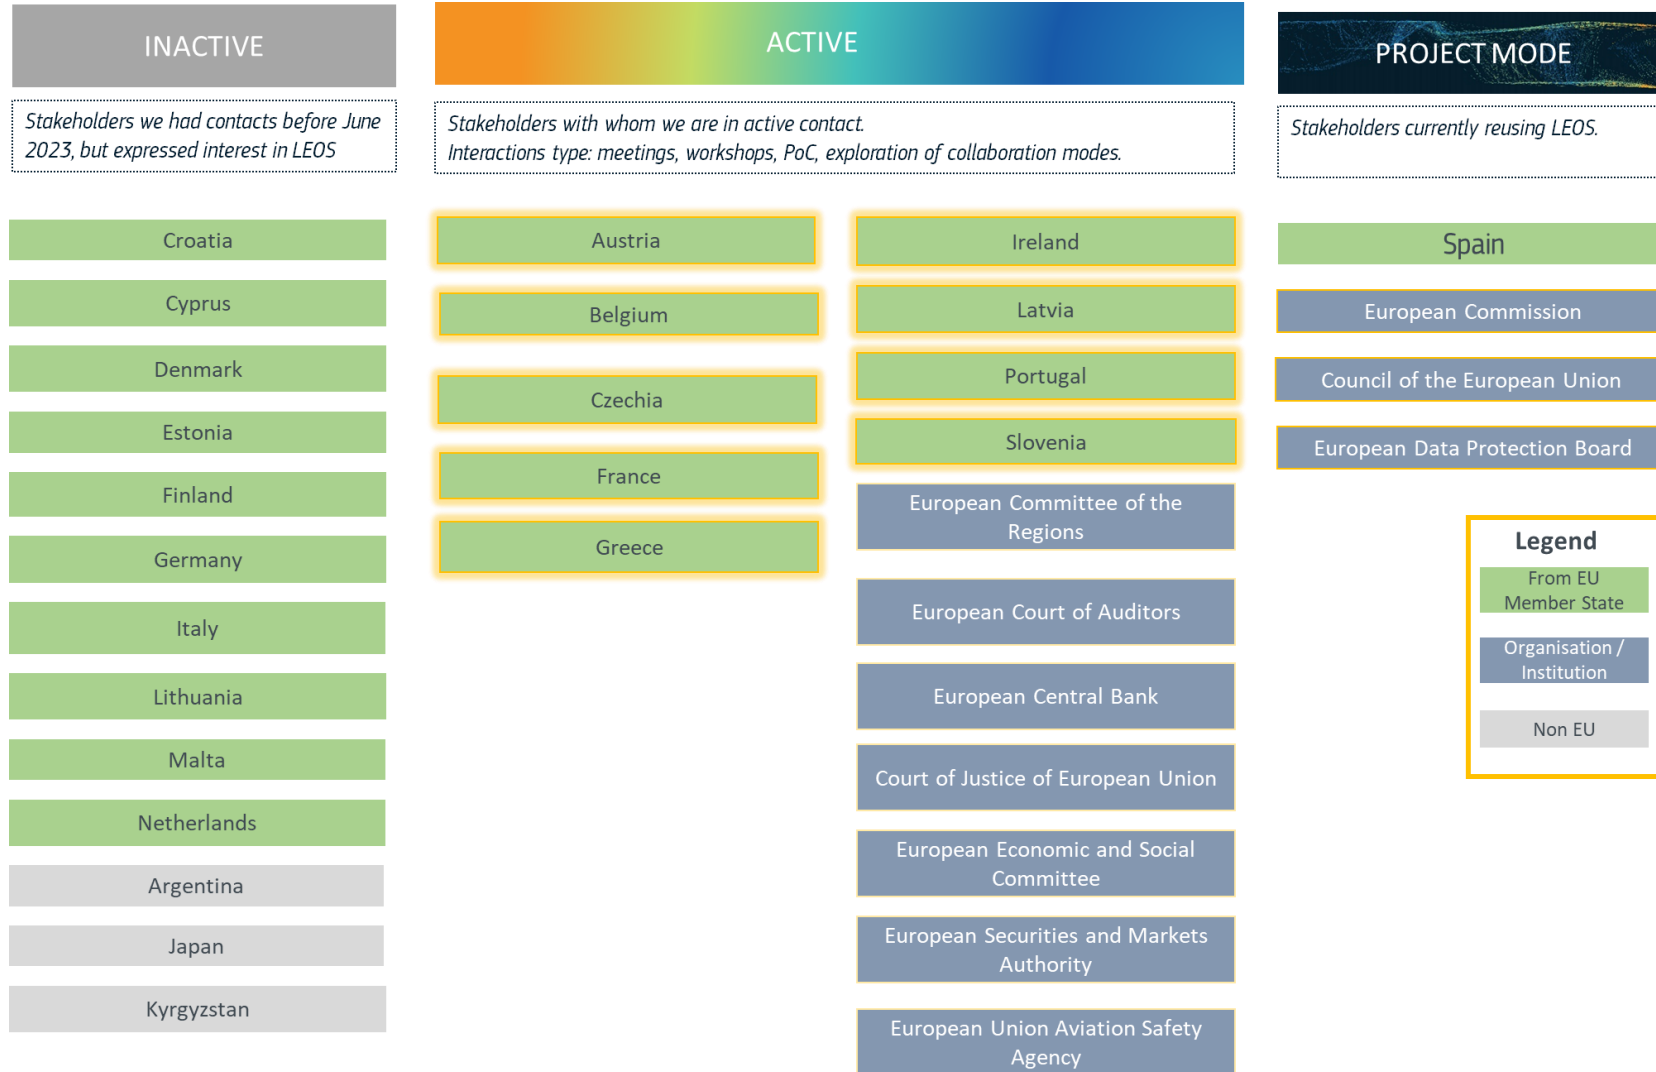 INACTIVE
Stakeholders we had contacts before June
2023, but expressed interest in LEOS
Croatia
Cyprus
Denmark
Estonia
Finland
Germany
Italy
Lithuania
Malta
Netherlands
Argentina
Japan
Kyrgyzstan
ACTIVE
Stakeholders with whom we are in active contact.
Interactions type: meetings, workshops, PoC, exploration of collaboration modes.
Austria
Belgium
Czechia
France
Greece
Ireland
Latvia
Portugal
Slovenia
European Committee of the
Regions
European Court of Auditors
European Central Bank
Court of Justice of European Union
European Economic and Social
Committee
European Securities and Markets
Authority
European Union Aviation Safety
Agency
PROJECT MODE
Stakeholders currently reusing LEOS.
Spain
European Commission
Council of the European Union
European Data Protection Board
Legend
From EU
Member State
Organisation /
Institution
Non EU